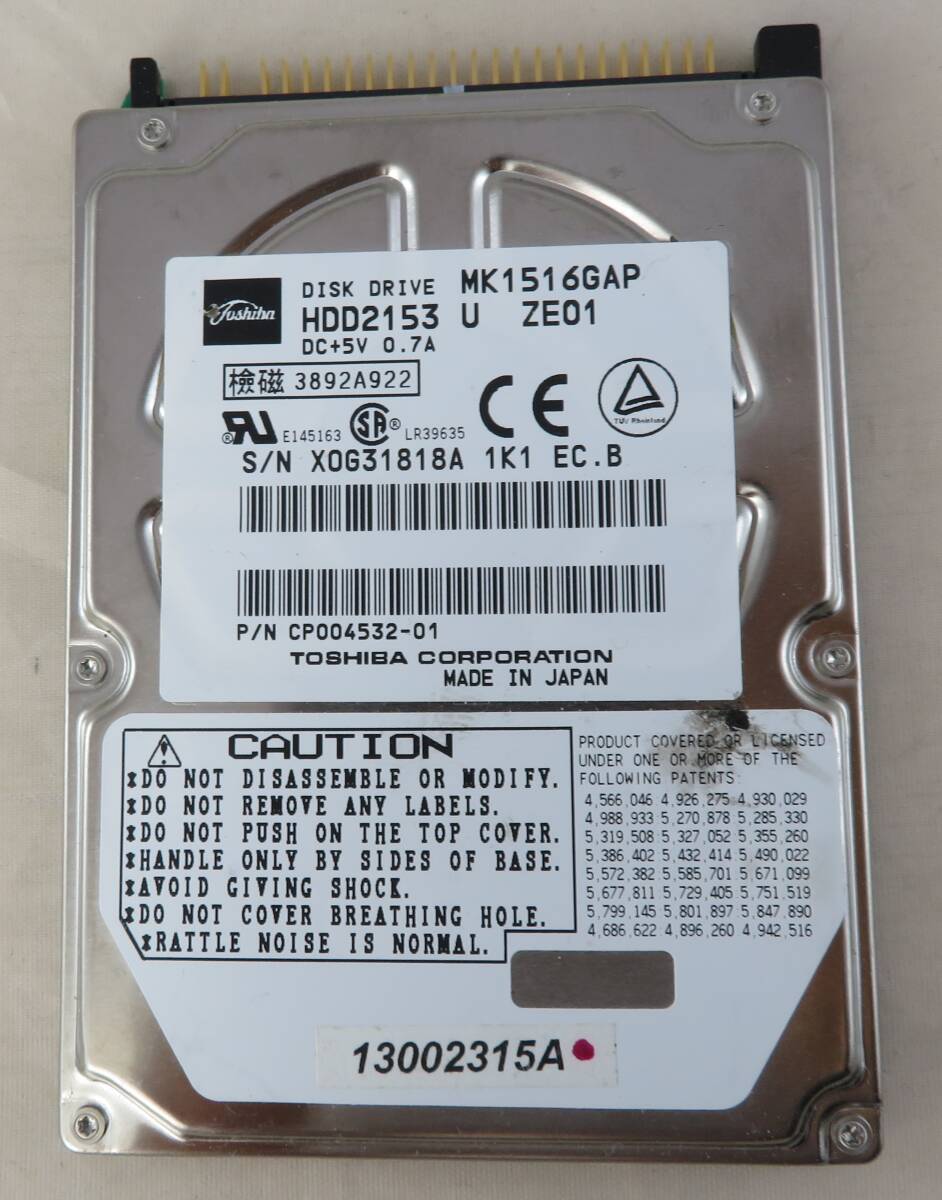 Toshiba
DISK DRIVE MK1516GAP
HDD2153 U ZE01
DC+5V 0.7A
檢磁 3892A922
E145163 LR39635
CE
TUV Rheinland
S/N X0G31818A 1K1 EC.B
P/N CP004532-01
TOSHIBA CORPORATION
MADE IN JAPAN
CAUTION
*DO NOT DISASSEMBLE OR MODIFY.
*DO NOT REMOVE ANY LABELS.
*DO NOT PUSH ON THE TOP COVER.
*HANDLE ONLY BY SIDES OF BASE.
*AVOID GIVING SHOCK.
*DO NOT COVER BREATHING HOLE.
*RATTLE NOISE IS NORMAL.
PRODUCT COVERED OR LICENSED
UNDER ONE OR MORE OF THE
FOLLOWING PATENTS:
4,566,046 4,926,275 4,930,029
4,988,933 5,270,878 5,285,330
5,319,508 5,327,052 5,355,260
5,386,402 5,432,414 5,490,022
5,572,382 5,585,701 5,671,099
5,677,811 5,729,405 5,751,519
5,799,145 5,801,897 5,847,890
4,686,622 4,896,260 4,942,516
13002315A